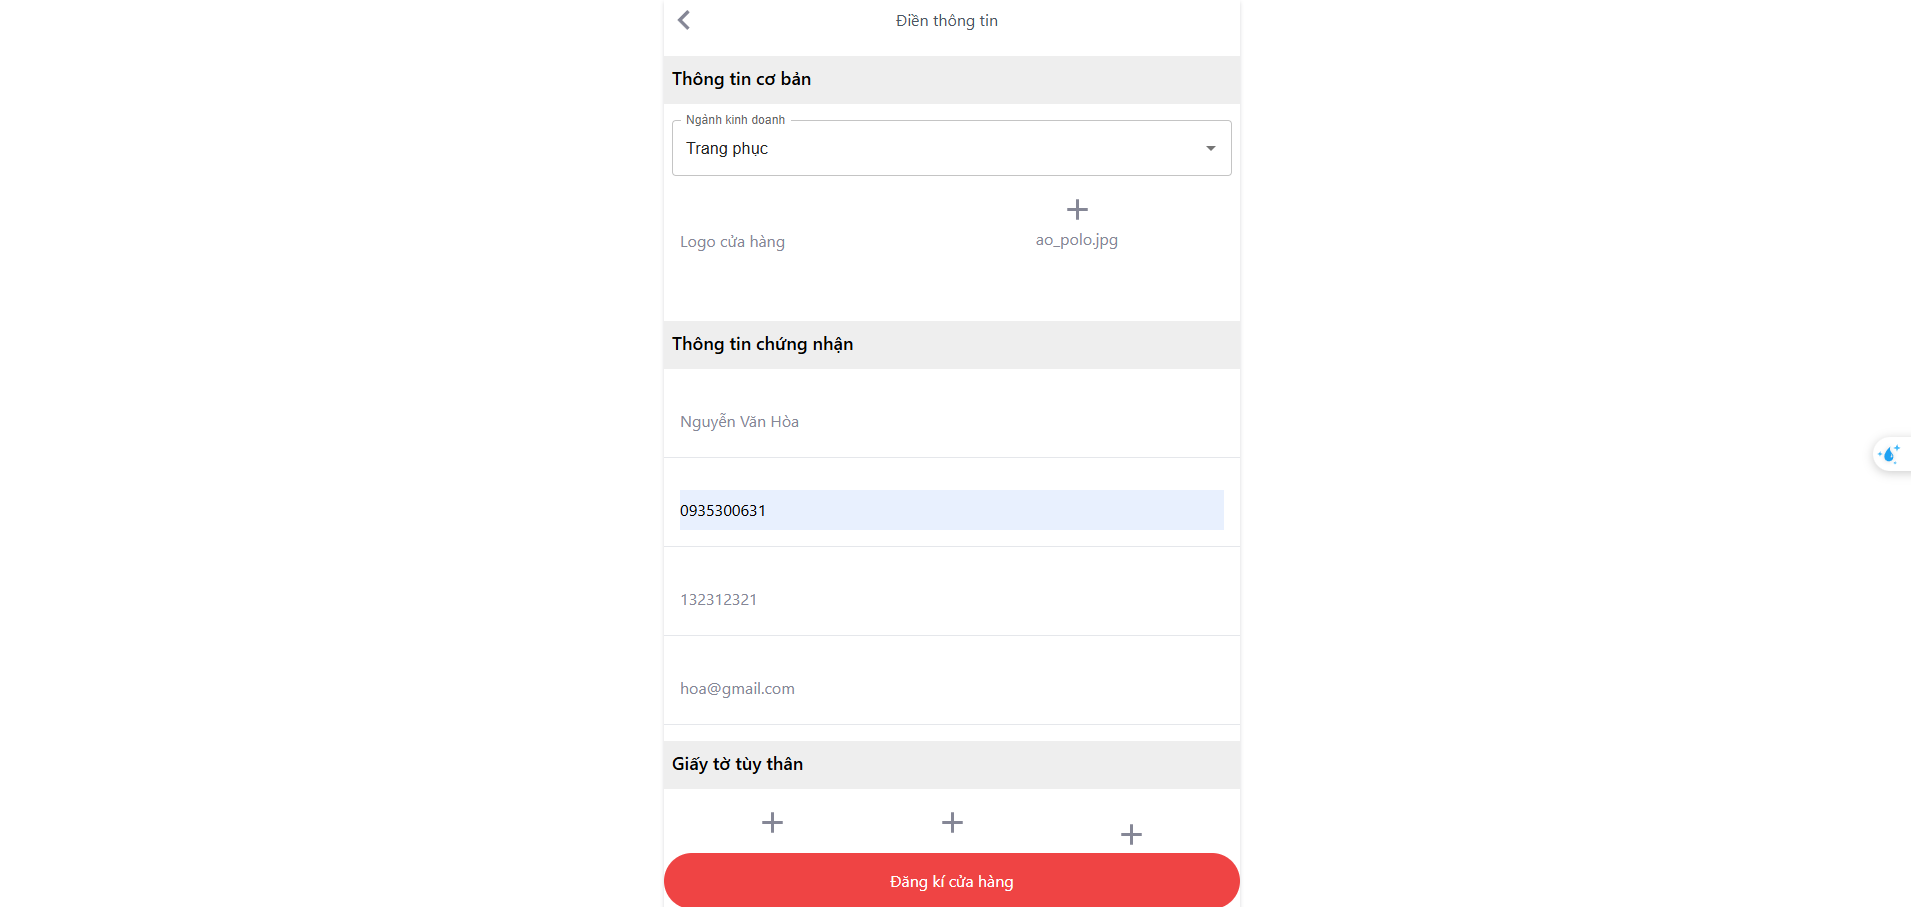 Điền thông tin
Thông tin cơ bản
Ngành kinh doanh
Trang phục
Logo cửa hàng
ao_polo.jpg
Thông tin chứng nhận
Nguyễn Văn Hòa
0935300631
132312321
hoa@gmail.com
Giấy tờ tùy thân
Đăng kí cửa hàng